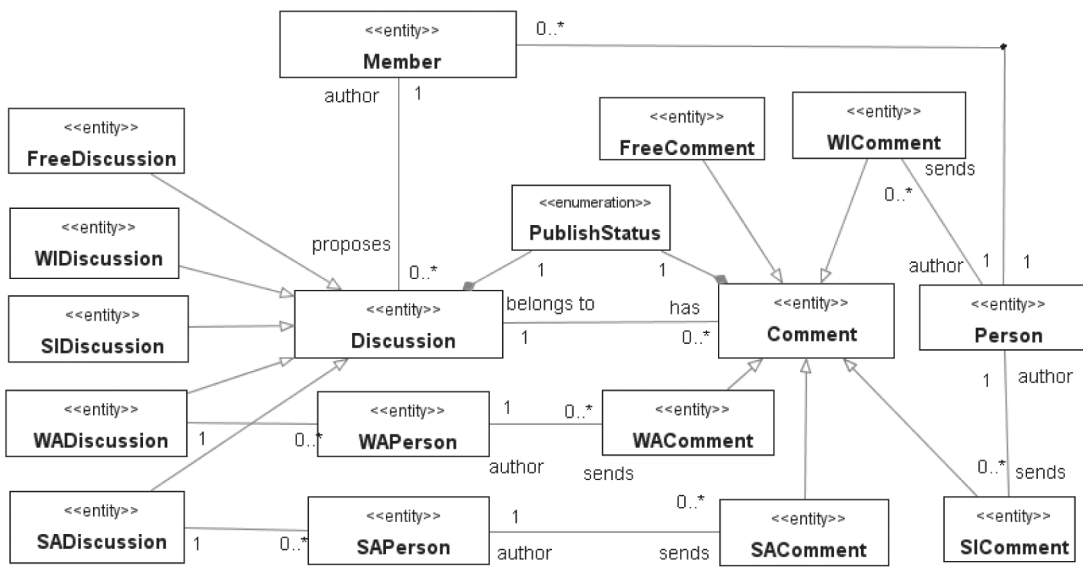 <<entity>>
Member
0..*
author
1
<<entity>>
FreeDiscussion
<<entity>>
FreeComment
<<entity>>
WIComment
sends
0..*
<<enumeration>>
PublishStatus
<<entity>>
WIDiscussion
proposes
0..*
1
1
author
1
1
<<entity>>
Discussion
belongs to
1
has
0..*
<<entity>>
Comment
<<entity>>
Person
<<entity>>
SIDiscussion
1
author
<<entity>>
WADiscussion
1
0..*
<<entity>>
WAPerson
1
author
0..*
sends
<<entity>>
WAComment
0..*
sends
<<entity>>
SADiscussion
1
0..*
<<entity>>
SAPerson
1
author
0..*
sends
<<entity>>
SAComment
<<entity>>
SIComment